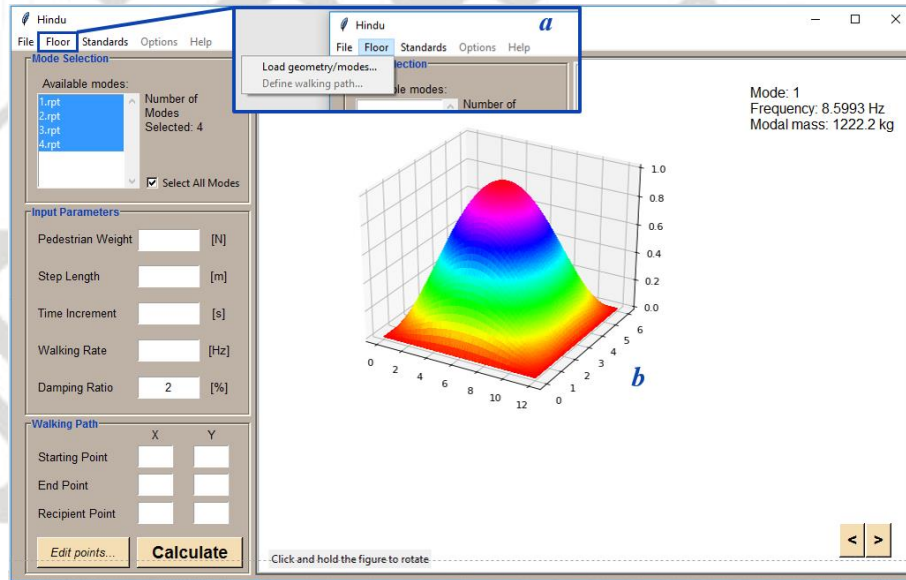 Hindu
File Floor Standards Options Help
Hindu
a
File Floor Standards Options Help
Load geometry/modes...
Define walking path...
ection
ble modes:
Number of
Mode Selection
Available modes:
1.rpt
2.rpt
3.rpt
4.rpt
Number of
Modes
Selected: 4
Select All Modes
Input Parameters
Pedestrian Weight [N]
Step Length [m]
Time Increment [s]
Walking Rate [Hz]
Damping Ratio 2 [%]
Walking Path
X Y
Starting Point
End Point
Recipient Point
Edit points... Calculate
Mode: 1
Frequency: 8.5993 Hz
Modal mass: 1222.2 kg
1.0
0.8
0.6
0.4
0.2
0.0
0 2 4 6 8 10 12
0 1 2 3 4 5 6
b
Click and hold the figure to rotate
< >